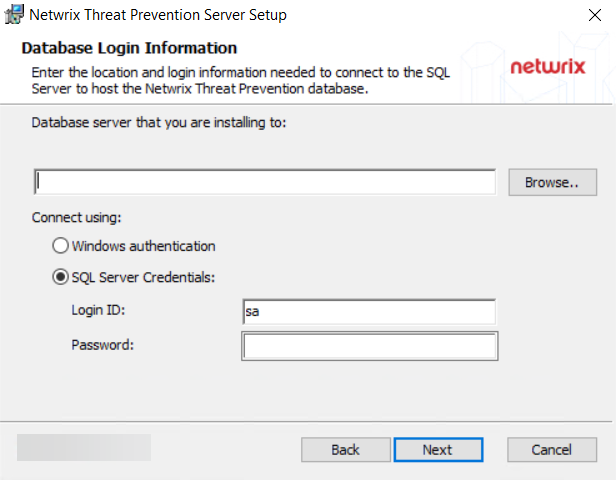 Netwrix Threat Prevention Server Setup
Database Login Information
Enter the location and login information needed to connect to the SQL
Server to host the Netwrix Threat Prevention database.
netwrix
Database server that you are installing to:
Browse..
Connect using:
Windows authentication
SQL Server Credentials:
Login ID:
sa
Password:
Back
Next
Cancel